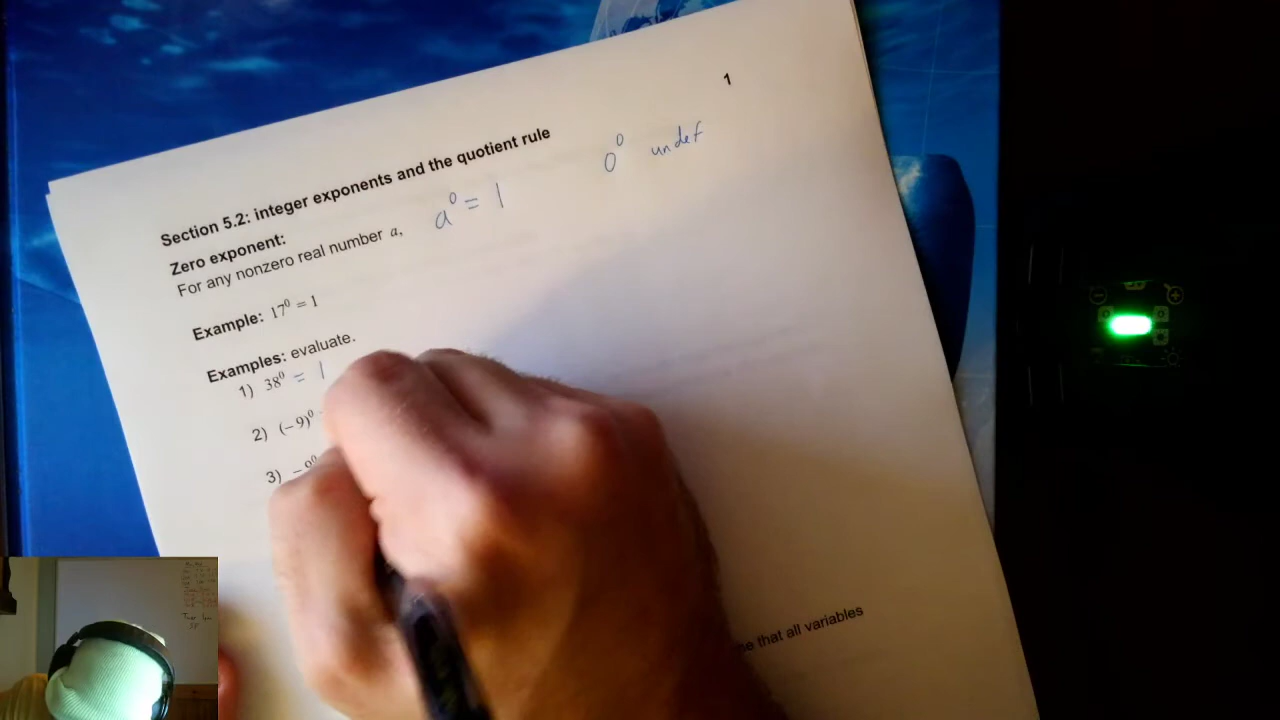 1
Section 5.2: integer exponents and the quotient rule
Zero exponent:
For any nonzero real number a, a⁰ = 1 0⁰ undef
Example: 17⁰ = 1
Examples: evaluate.
1) 38⁰ = 1
2) (−9)⁰
3) −9⁰
that all variables